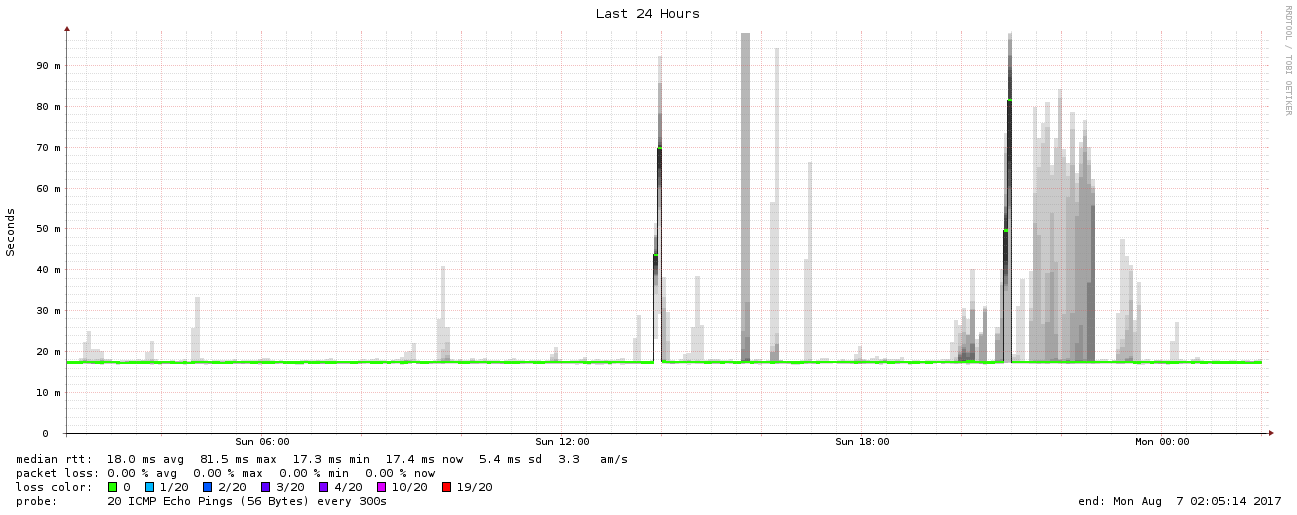 Last 24 Hours
RRDTOOL / TOBI OETIKER
Seconds
90 m
80 m
70 m
60 m
50 m
40 m
30 m
20 m
10 m
0
Sun 06:00 Sun 12:00 Sun 18:00 Mon 00:00
median rtt: 18.0 ms avg 81.5 ms max 17.3 ms min 17.4 ms now 5.4 ms sd 3.3 am/s
packet loss: 0.00 % avg 0.00 % max 0.00 % min 0.00 % now
loss color: 0 1/20 2/20 3/20 4/20 10/20 19/20
probe: 20 ICMP Echo Pings (56 Bytes) every 300s end: Mon Aug 7 02:05:14 2017